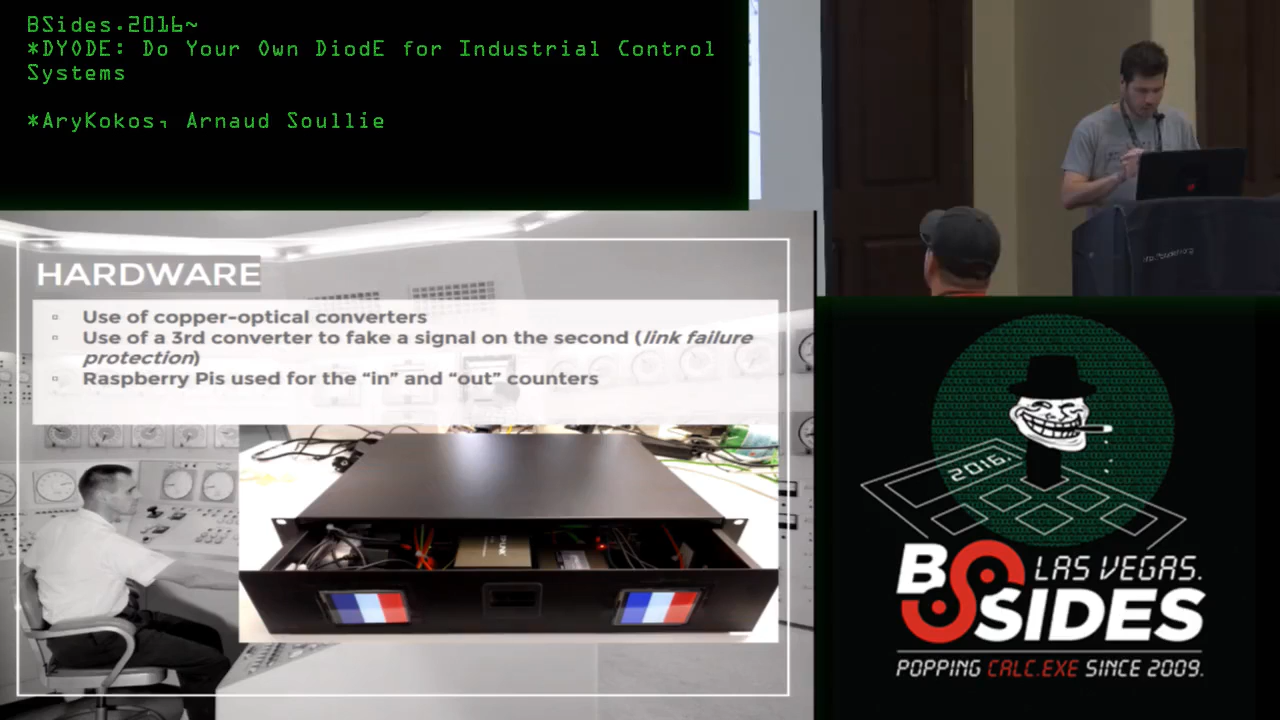 BSides.2016~
*DYODE: Do Your Own DiodE for Industrial Control
Systems
*AryKokos, Arnaud Soullie
HARDWARE
Use of copper-optical converters
Use of a 3rd converter to fake a signal on the second (link failure
protection)
Raspberry Pis used for the “in” and “out” counters
2016.
BSIDES
LAS VEGAS.
POPPING CALC.EXE SINCE 2009.